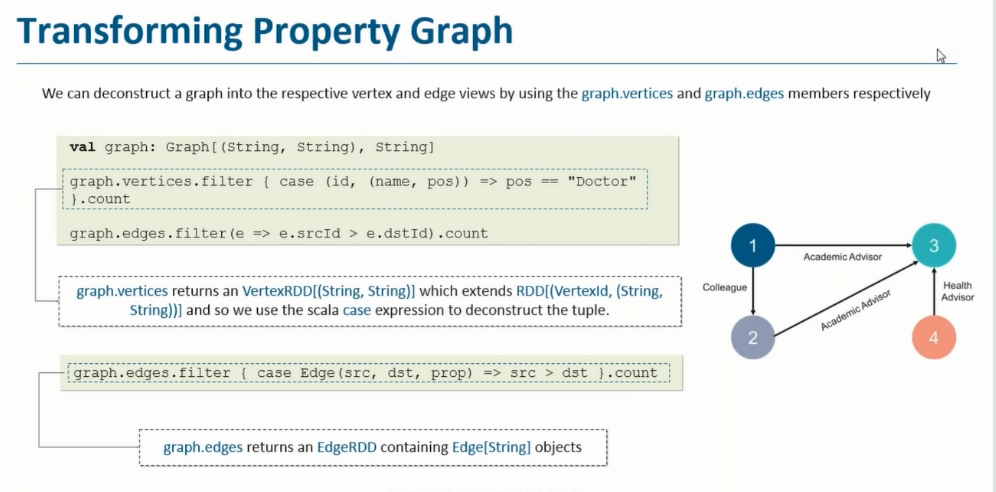 Transforming Property Graph
We can deconstruct a graph into the respective vertex and edge views by using the graph.vertices and graph.edges members respectively
val graph: Graph[(String, String), String]
graph.vertices.filter { case (id, (name, pos)) => pos == "Doctor"
}.count
graph.edges.filter(e => e.srcId > e.dstId).count
graph.vertices returns an VertexRDD[(String, String)] which extends RDD[(VertexId, (String,
String))] and so we use the scala case expression to deconstruct the tuple.
graph.edges.filter { case Edge(src, dst, prop) => src > dst }.count
graph.edges returns an EdgeRDD containing Edge[String] objects
1
3
Academic Advisor
Colleague
Health
Advisor
Academic Advisor
2
4